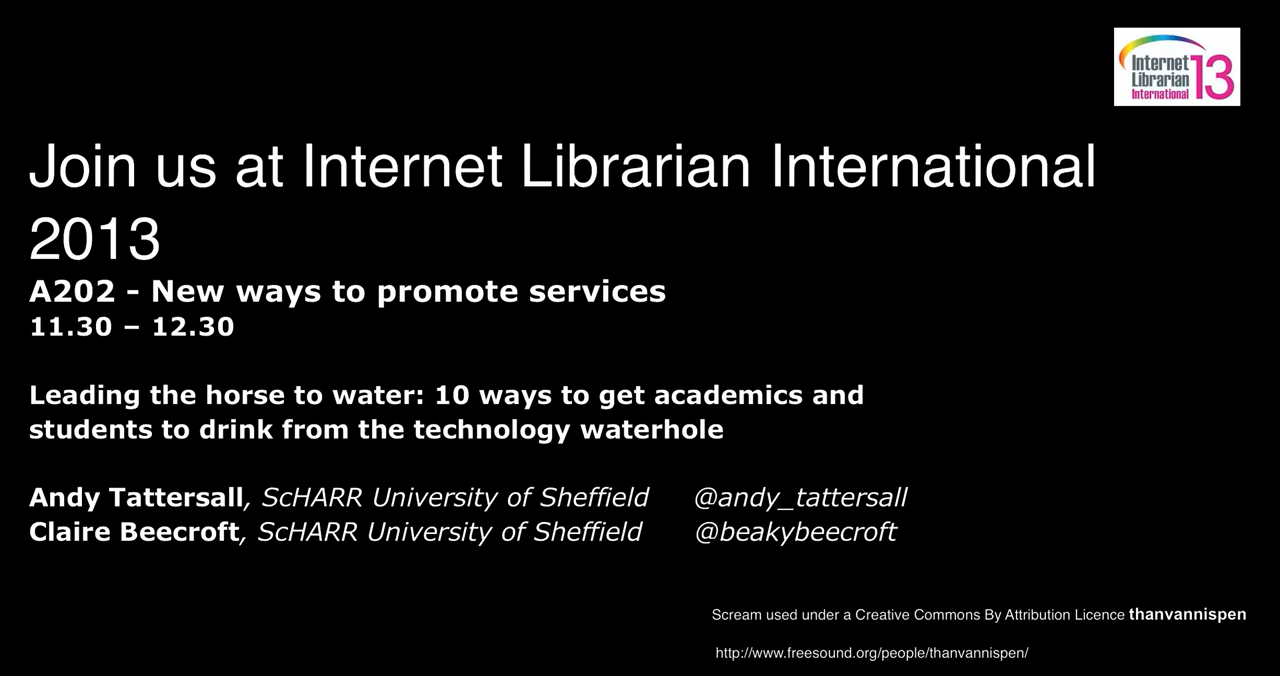 Internet
Librarian
International
13
Join us at Internet Librarian International
2013
A202 - New ways to promote services
11.30 – 12.30
Leading the horse to water: 10 ways to get academics and
students to drink from the technology waterhole
Andy Tattersall, ScHARR University of Sheffield @andy_tattersall
Claire Beecroft, ScHARR University of Sheffield @beakybeecroft
Scream used under a Creative Commons By Attribution Licence thanvannispen
http://www.freesound.org/people/thanvannispen/